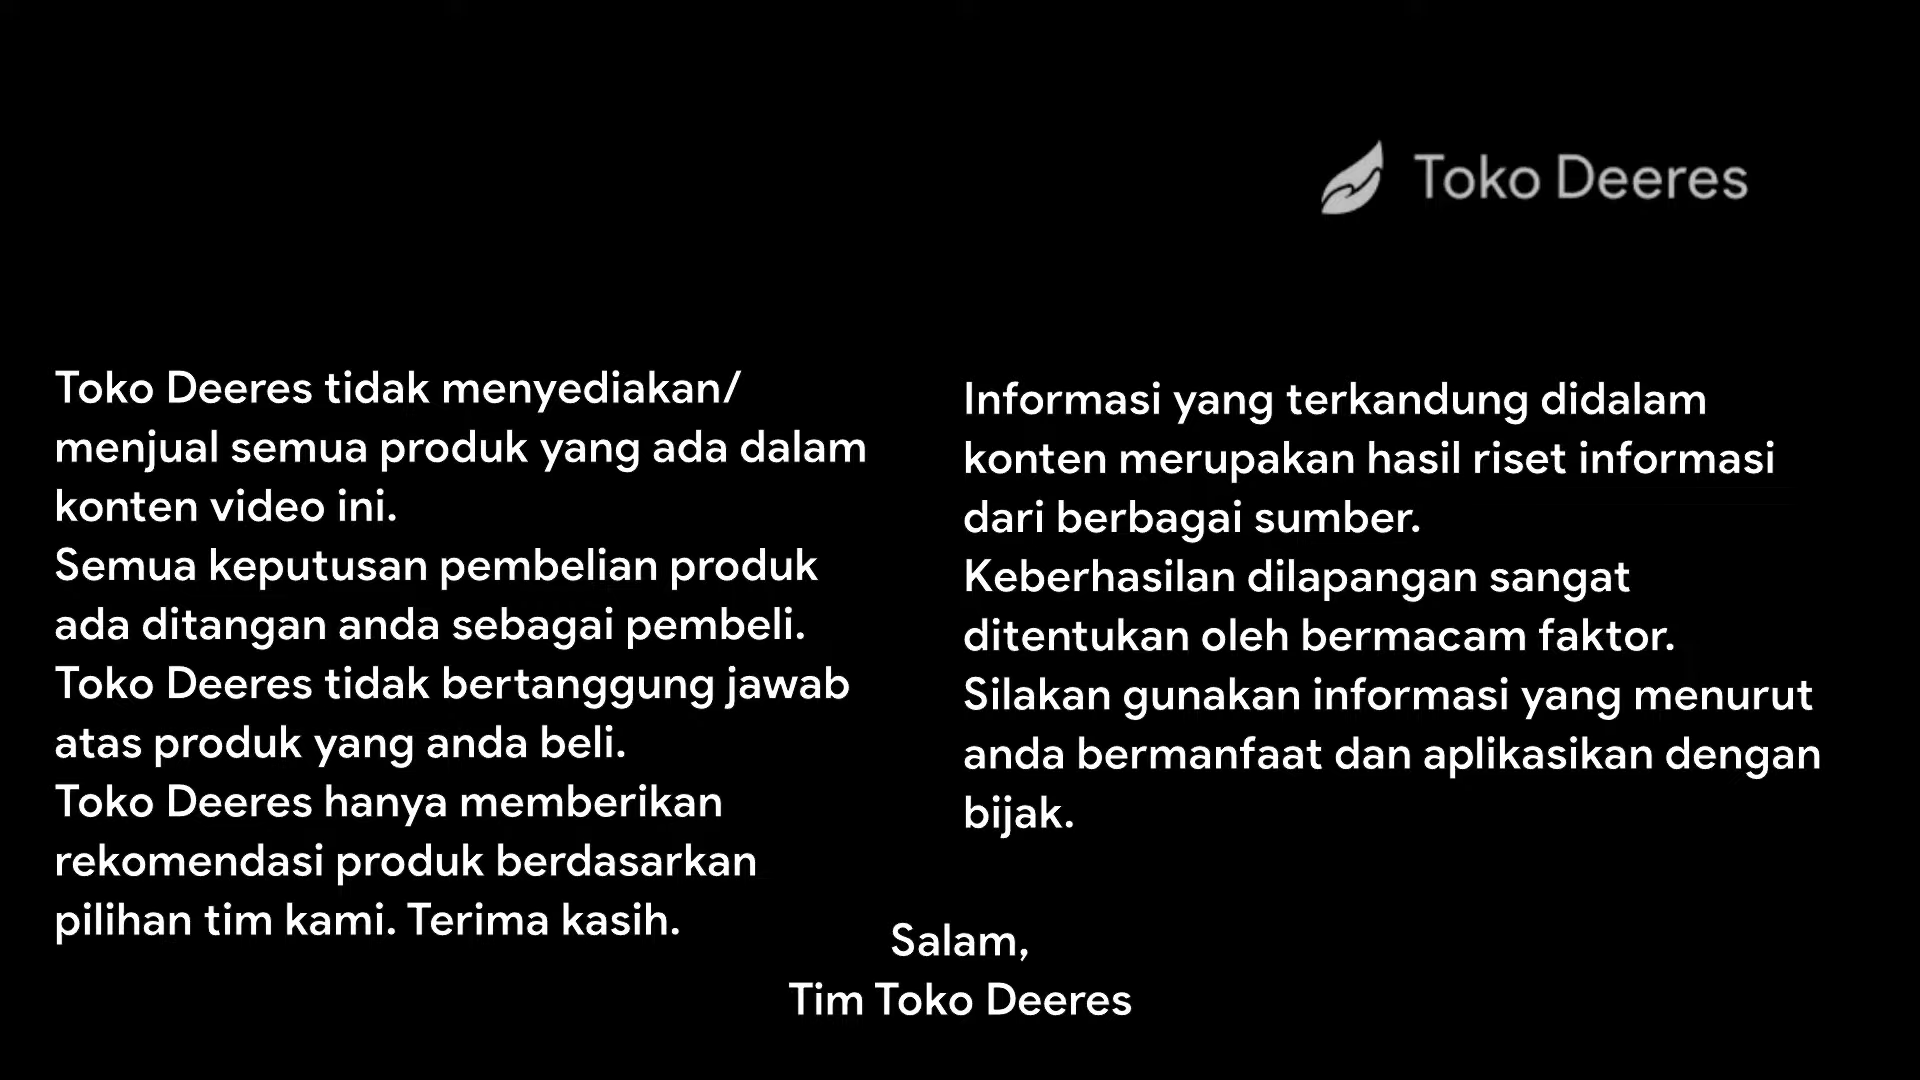 Toko Deeres
Toko Deeres tidak menyediakan/
menjual semua produk yang ada dalam
konten video ini.
Semua keputusan pembelian produk
ada ditangan anda sebagai pembeli.
Toko Deeres tidak bertanggung jawab
atas produk yang anda beli.
Toko Deeres hanya memberikan
rekomendasi produk berdasarkan
pilihan tim kami. Terima kasih.
Informasi yang terkandung didalam
konten merupakan hasil riset informasi
dari berbagai sumber.
Keberhasilan dilapangan sangat
ditentukan oleh bermacam faktor.
Silakan gunakan informasi yang menurut
anda bermanfaat dan aplikasikan dengan
bijak.
Salam,
Tim Toko Deeres